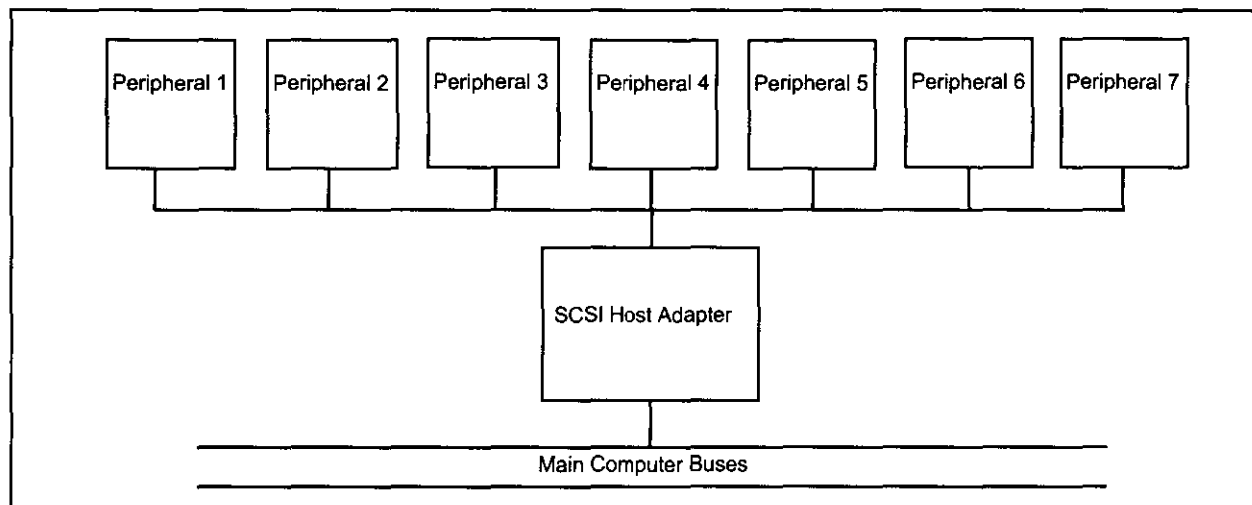 Peripheral 1
Peripheral 2
Peripheral 3
Peripheral 4
Peripheral 5
Peripheral 6
Peripheral 7
SCSI Host Adapter
Main Computer Buses